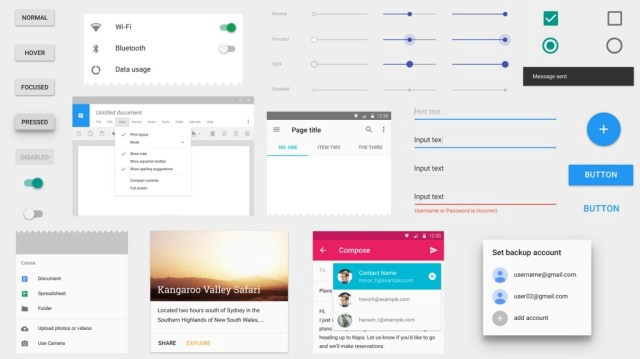 NORMAL
HOVER
FOCUSED
PRESSED
DISABLED
Wi-Fi
Bluetooth
Data usage
Normal
Focused
Click
Disabled
Message sent
Untitled document
File
Edit
View
Insert
Format
Tools
Table
Add-ons
Help
Print layout
Mode
Show ruler
Show equation toolbar
Show spelling suggestions
Compact controls
Full screen
12:30
Page title
NO. ONE
ITEM TWO
THE THIRD
Hint text
Input tex
Input text
Input text
Username or Password is incorrect.
BUTTON
BUTTON
Create
Document
Spreadsheet
Folder
Upload photos or videos
Use Camera
Kangaroo Valley Safari
Located two hours south of Sydney in the
Southern Highlands of New South Wales, ...
SHARE
EXPLORE
12:30
Compose
TO
Contact Name
trevor_h@example.com
trevorh@example.com
hansen_t@example.com
Plans
Hi,
I just
plans
heading up to Napa. Let us know if you'd like to
go and we'll make reservations.
Set backup account
username@gmail.com
user02@gmail.com
add account